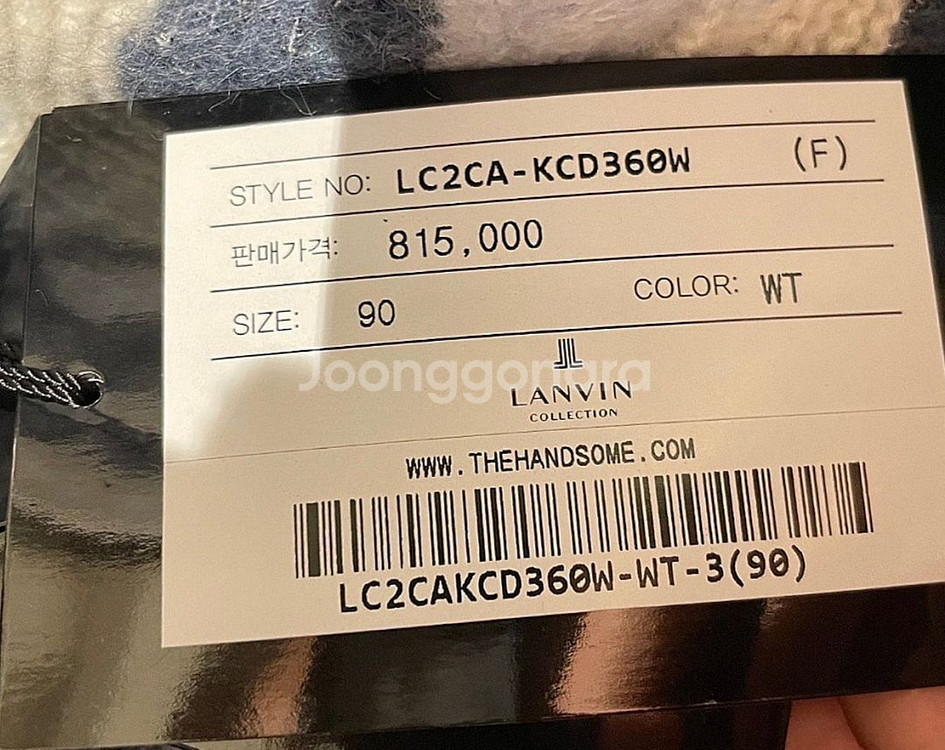 STYLE NO: LC2CA-KCD360W (F)
판매가격: 815,000
SIZE: 90 COLOR: WT
Joonggonara
LANVIN
COLLECTION
WWW.THEHANDSOME.COM
LC2CAKCD360W-WT-3(90)